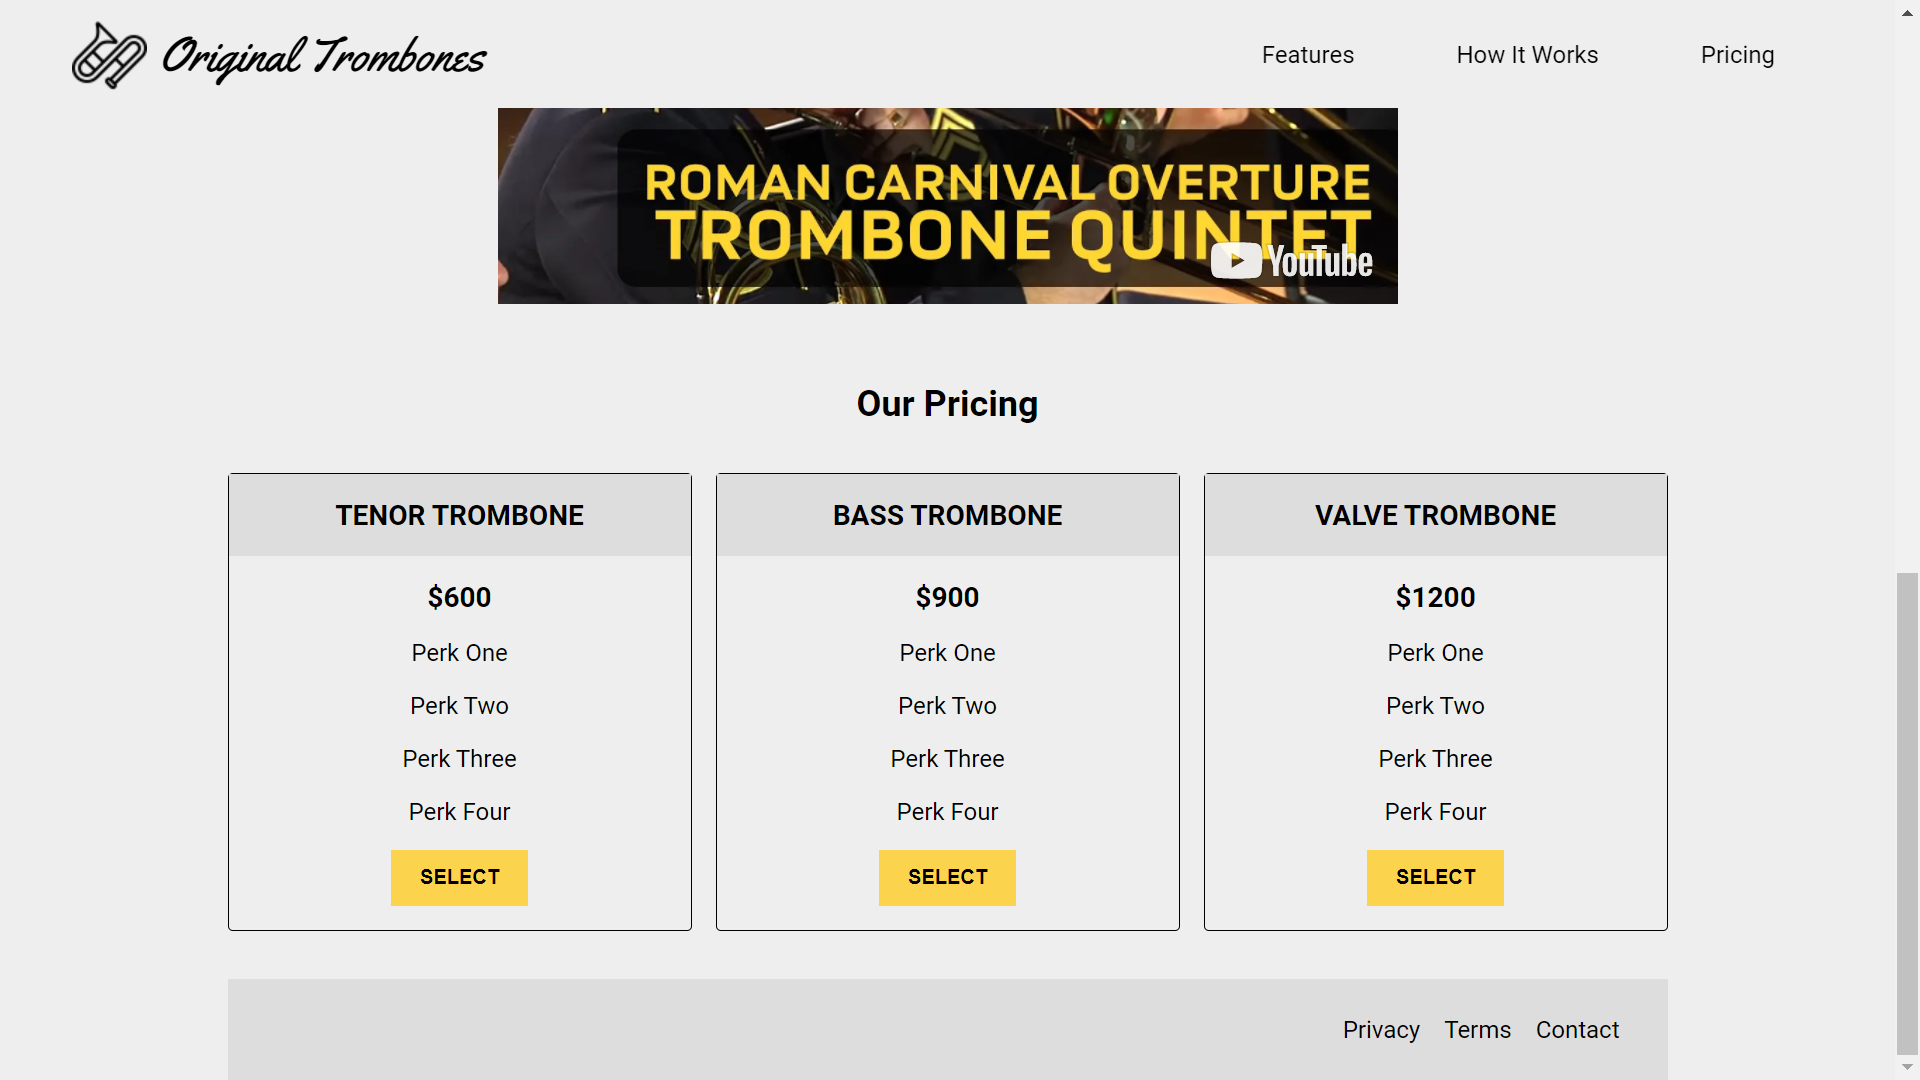 Original Trombones
Features How It Works Pricing
ROMAN CARNIVAL OVERTURE
TROMBONE QUINTET
YouTube
Our Pricing
TENOR TROMBONE
$600
Perk One
Perk Two
Perk Three
Perk Four
SELECT
BASS TROMBONE
$900
Perk One
Perk Two
Perk Three
Perk Four
SELECT
VALVE TROMBONE
$1200
Perk One
Perk Two
Perk Three
Perk Four
SELECT
Privacy Terms Contact